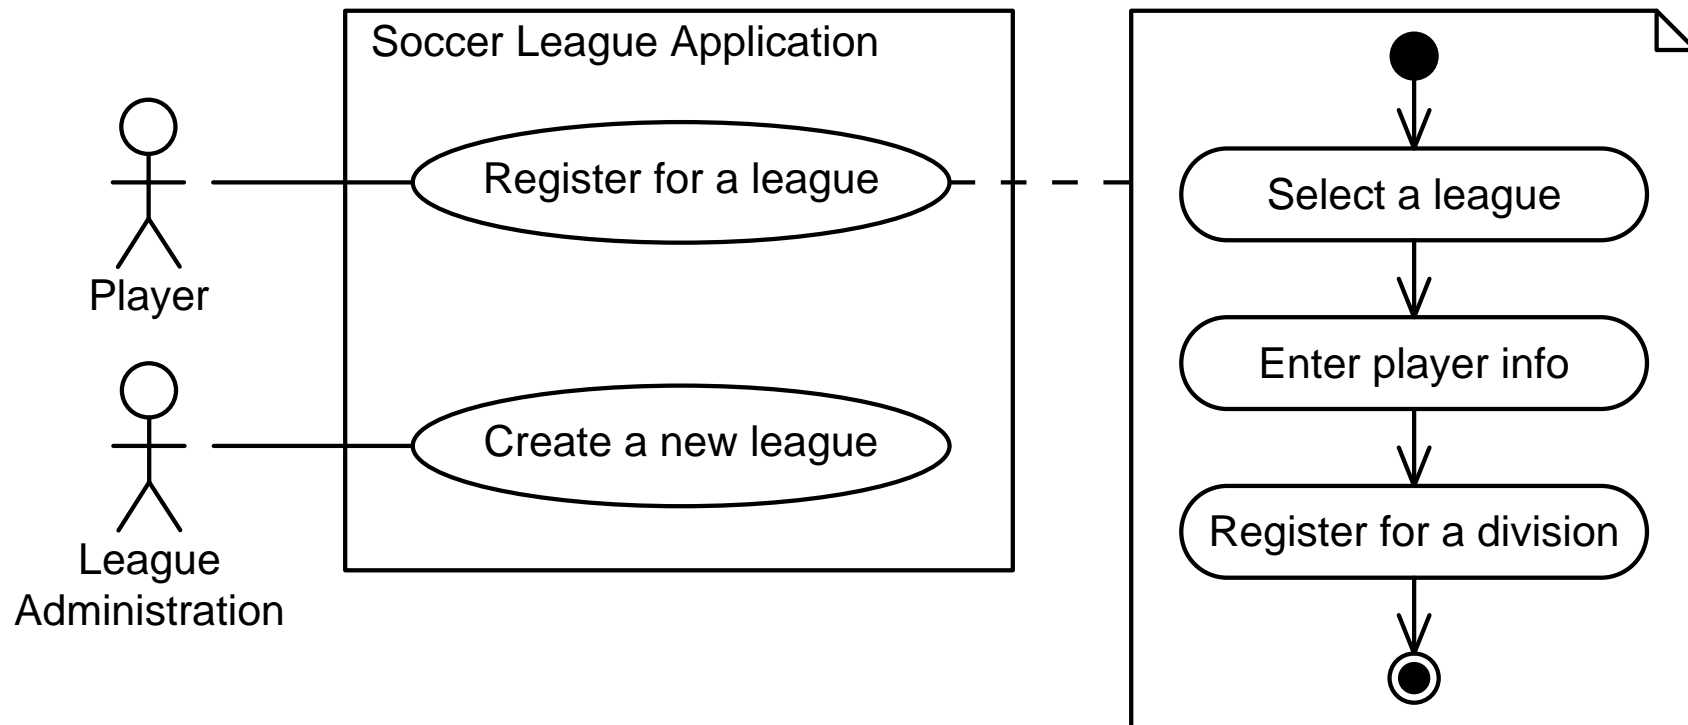 Soccer League Application
Register for a league
Player
Create a new league
League
Administration
Select a league
Enter player info
Register for a division